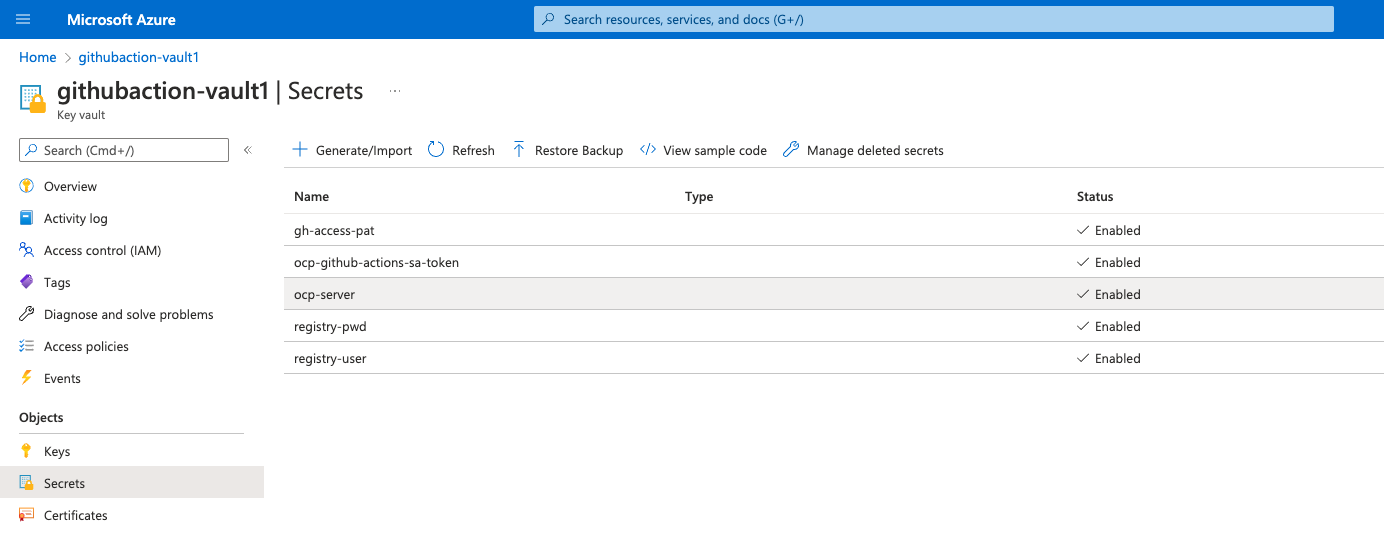 Microsoft Azure
Search resources, services, and docs (G+/)
Home > githubaction-vault1
githubaction-vault1 | Secrets ...
Key vault
Search (Cmd+/) «
Generate/Import Refresh Restore Backup View sample code Manage deleted secrets
Overview
Activity log
Access control (IAM)
Tags
Diagnose and solve problems
Access policies
Events
Objects
Keys
Secrets
Certificates
Name Type Status
gh-access-pat Enabled
ocp-github-actions-sa-token Enabled
ocp-server Enabled
registry-pwd Enabled
registry-user Enabled